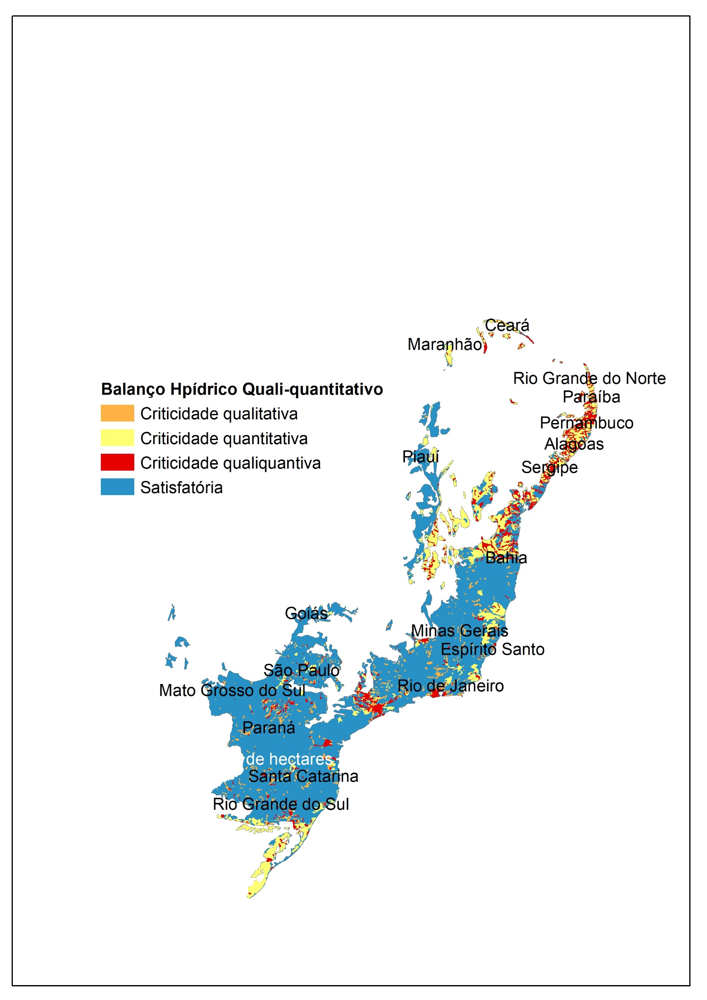 Ceará
Maranhão
Rio Grande do Norte
Balanço Hpídrico Quali-quantitativo
Paraíba
Criticidade qualitativa
Pernambuco
Criticidade quantitativa
Alagoas
Piauí
Criticidade qualiquantiva
Sergipe
Satisfatória
Bahia
Goiás
Minas Gerais
Espírito Santo
São Paulo
Rio de Janeiro
Mato Grosso do Sul
Paraná
de hectares
Santa Catarina
Rio Grande do Sul